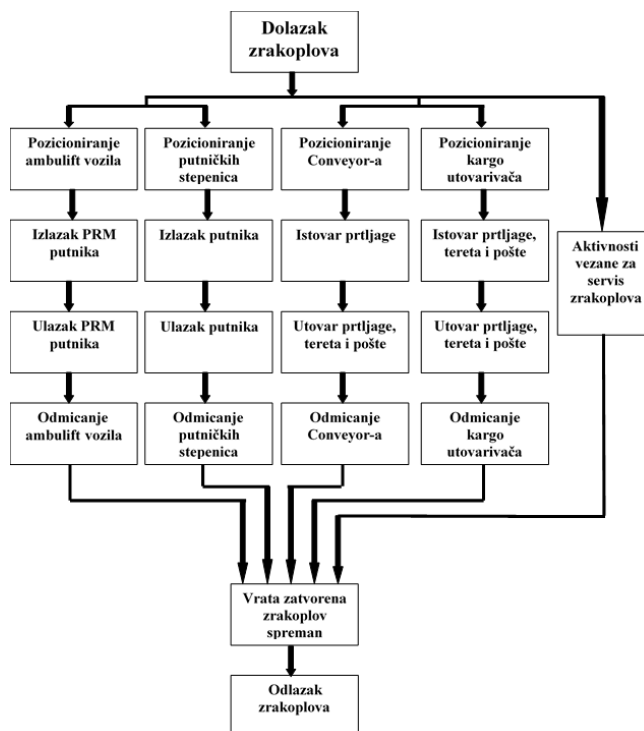 Dolazak
zrakoplova
Pozicioniranje
ambulift vozila
Pozicioniranje
putničkih
stepenica
Pozicioniranje
Conveyor-a
Pozicioniranje
kargo
utovarivača
Izlazak PRM
putnika
Izlazak putnika
Istovar prtljage
Istovar prtljage,
tereta i pošte
Aktivnosti
vezane za
servis
zrakoplova
Ulazak PRM
putnika
Ulazak putnika
Utovar prtljage,
tereta i pošte
Utovar prtljage,
tereta i pošte
Odmicanje
ambulift vozila
Odmicanje
putničkih
stepenica
Odmicanje
Conveyor-a
Odmicanje
kargo
utovarivača
Vrata zatvorena
zrakoplov
spreman
Odlazak
zrakoplova